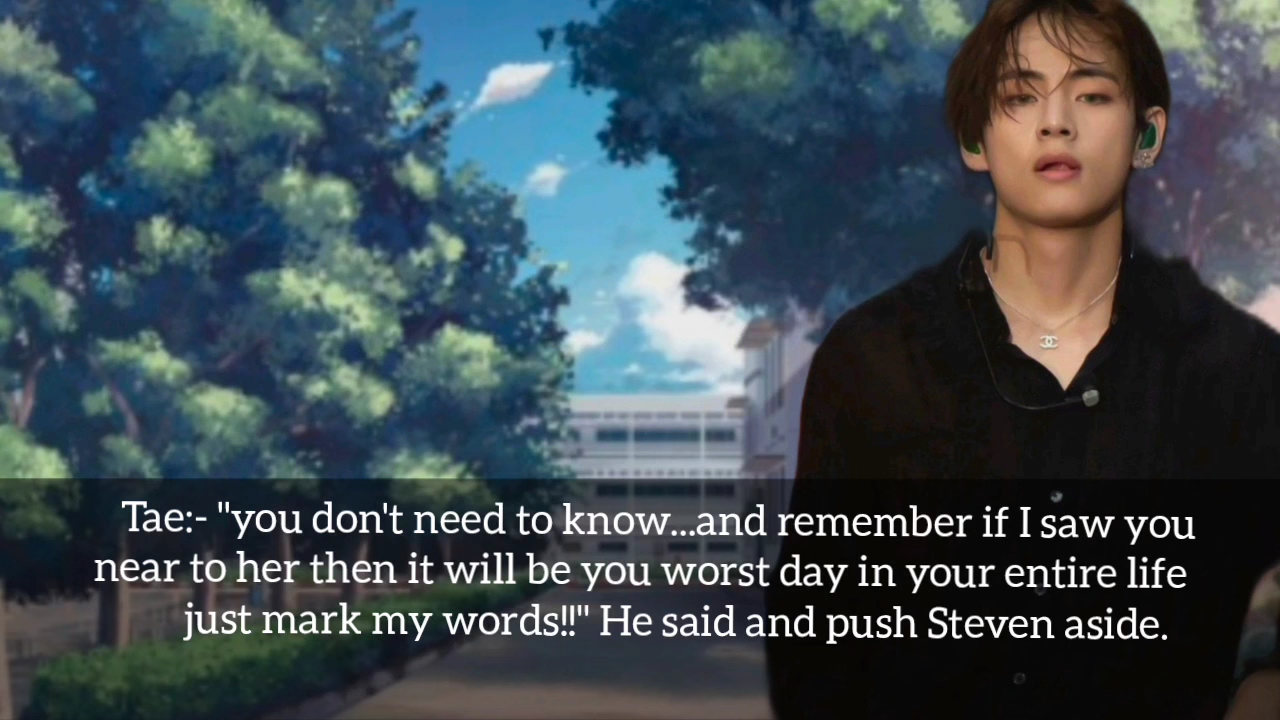 Tae:- "you don't need to know...and remember if I saw you
near to her then it will be you worst day in your entire life
just mark my words!!" He said and push Steven aside.